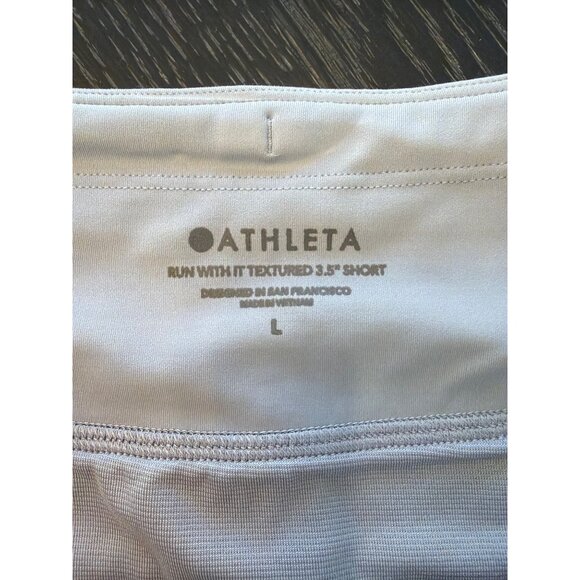 ATHLETA
RUN WITH IT TEXTURED 3.5" SHORT
DESIGNED IN SAN FRANCISCO
MADE IN VIETNAM
L